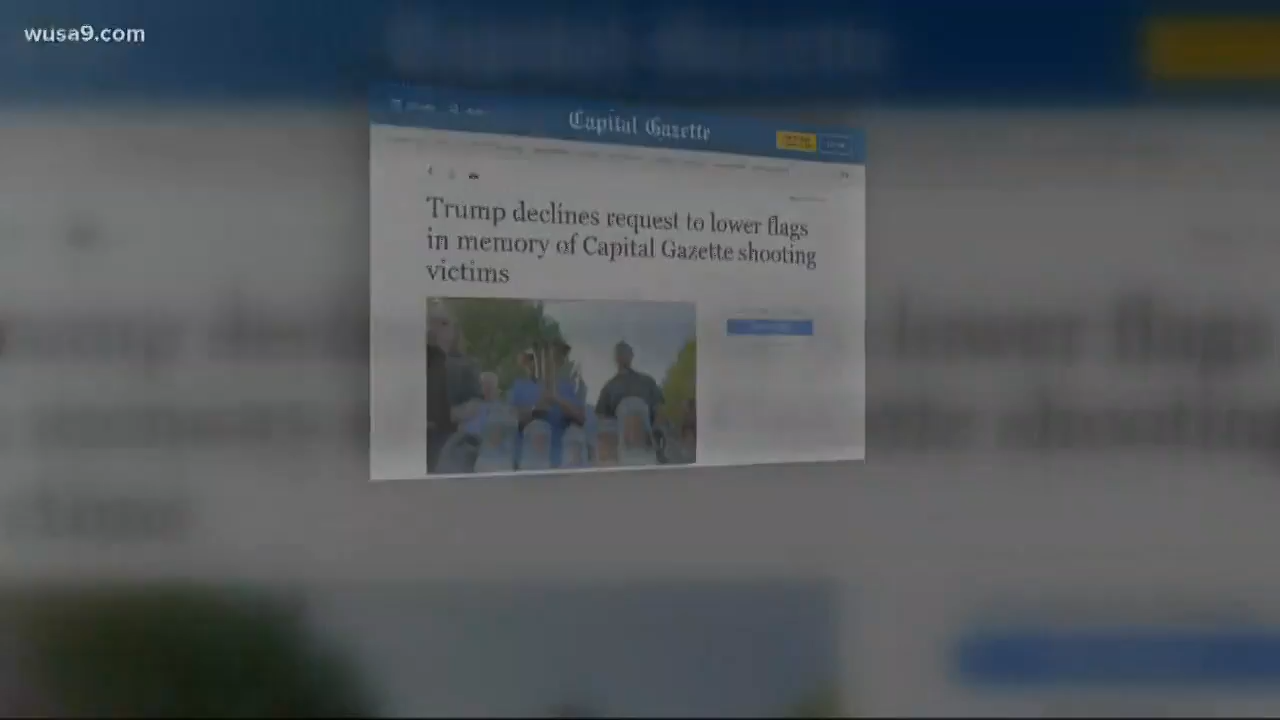 wusa9.com
Capital Gazette
Trump declines request to lower flags
in memory of Capital Gazette shooting
victims